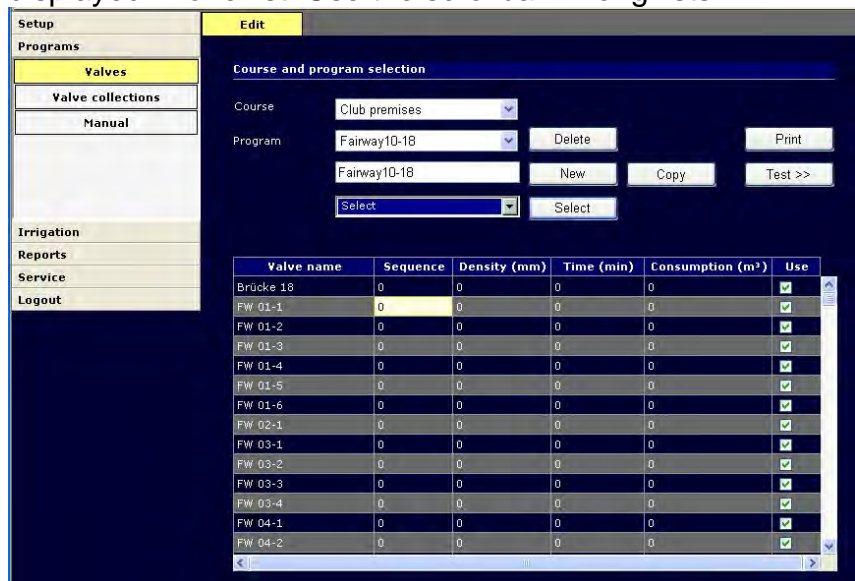 Setup
Programs
Valves
Valve collections
Manual
Irrigation
Reports
Service
Logout
Edit
Course and program selection
Course Club premises
Program Fairway10-18 Delete Print
Fairway10-18 New Copy Test >>
Select Select
Valve name Sequence Density (mm) Time (min) Consumption (m³) Use
Brücke 18 0 0 0 0
FW 01-1 0 0 0 0
FW 01-2 0 0 0 0
FW 01-3 0 0 0 0
FW 01-4 0 0 0 0
FW 01-5 0 0 0 0
FW 01-6 0 0 0 0
FW 02-1 0 0 0 0
FW 03-1 0 0 0 0
FW 03-2 0 0 0 0
FW 03-3 0 0 0 0
FW 03-4 0 0 0 0
FW 04-1 0 0 0 0
FW 04-2 0 0 0 0